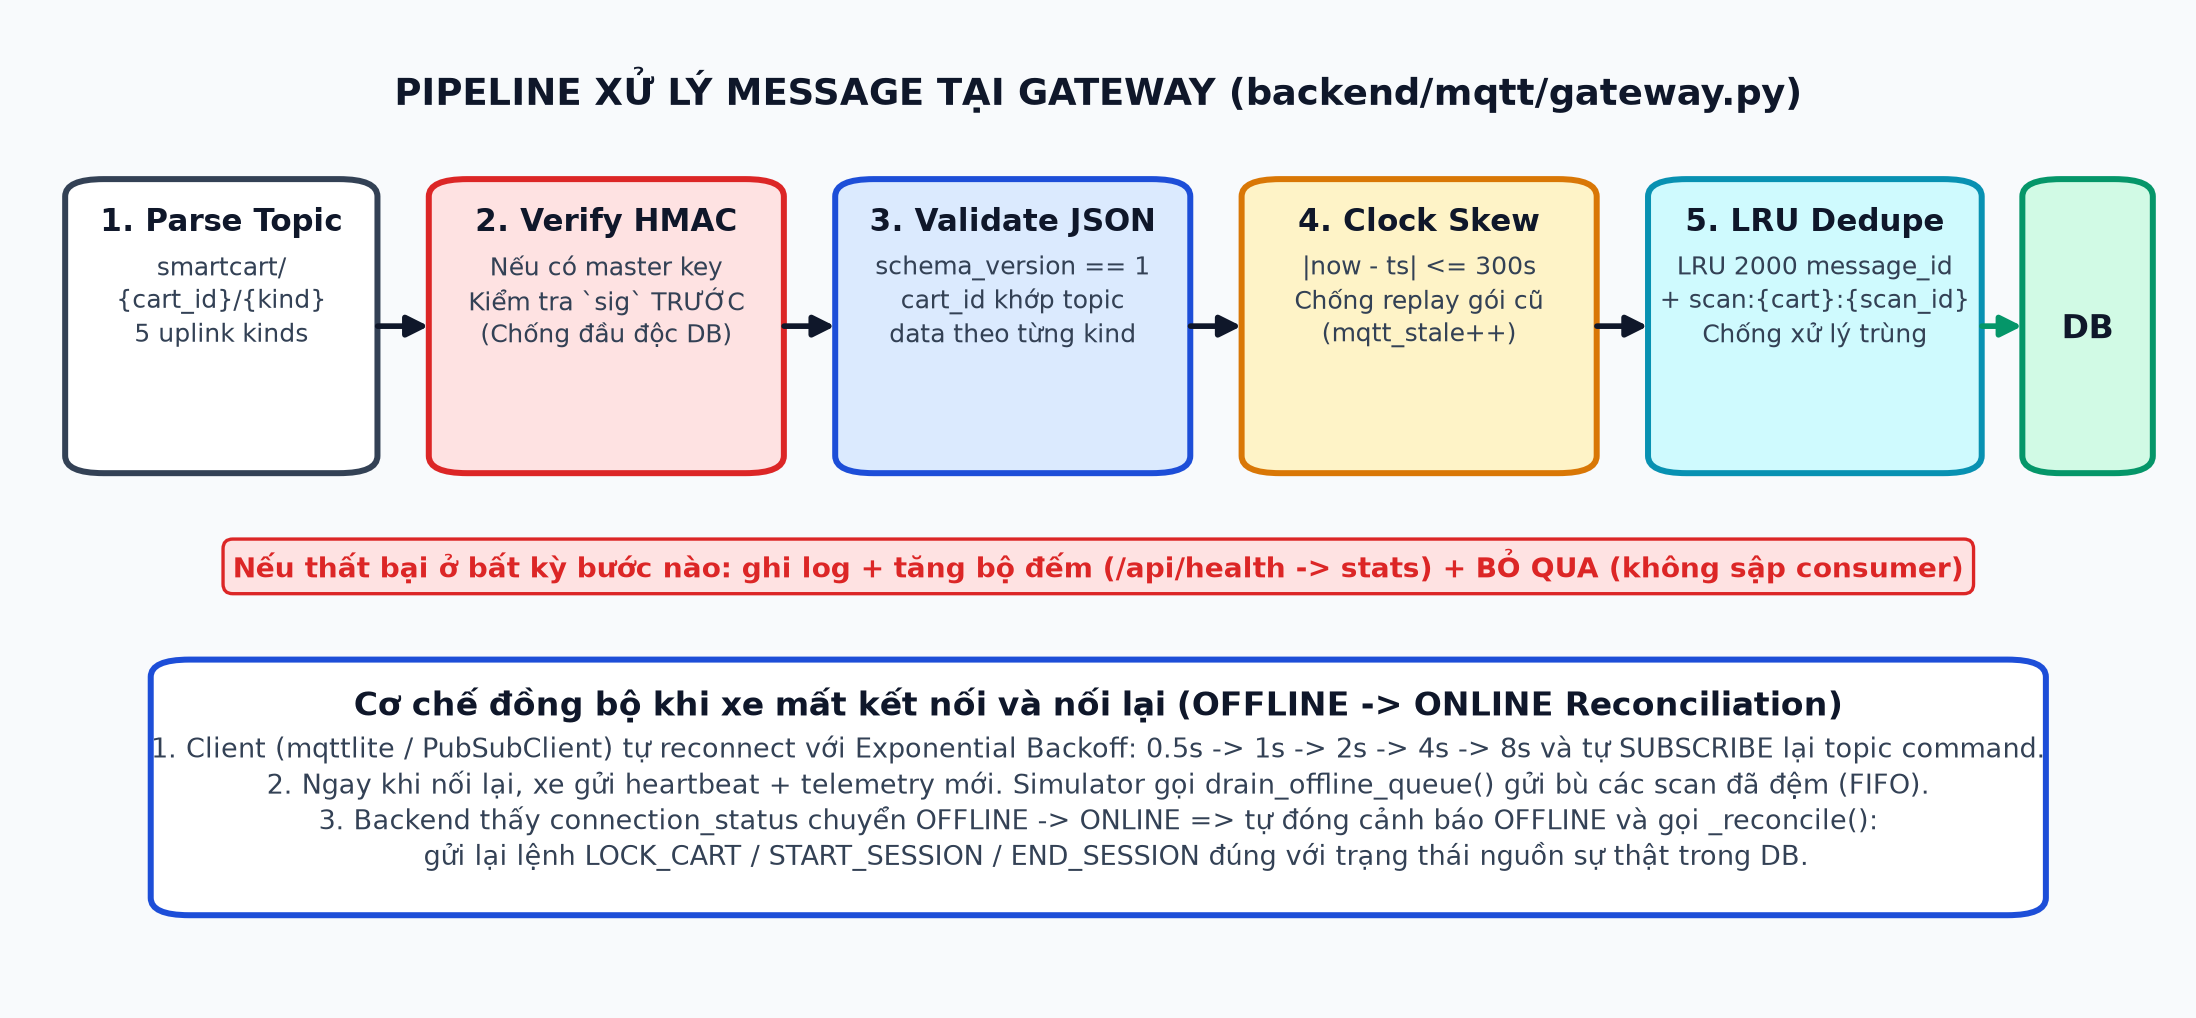 PIPELINE XỬ LÝ MESSAGE TẠI GATEWAY (backend/mqtt/gateway.py)
1. Parse Topic
smartcart/
{cart_id}/{kind}
5 uplink kinds
2. Verify HMAC
Nếu có master key
Kiểm tra `sig` TRƯỚC
(Chống đầu độc DB)
3. Validate JSON
schema_version == 1
cart_id khớp topic
data theo từng kind
4. Clock Skew
|now - ts| <= 300s
Chống replay gói cũ
(mqtt_stale++)
5. LRU Dedupe
LRU 2000 message_id
+ scan:{cart}:{scan_id}
Chống xử lý trùng
DB
Nếu thất bại ở bất kỳ bước nào: ghi log + tăng bộ đếm (/api/health -> stats) + BỎ QUA (không sập consumer)
Cơ chế đồng bộ khi xe mất kết nối và nối lại (OFFLINE -> ONLINE Reconciliation)
1. Client (mqttlite / PubSubClient) tự reconnect với Exponential Backoff: 0.5s -> 1s -> 2s -> 4s -> 8s và tự SUBSCRIBE lại topic command.
2. Ngay khi nối lại, xe gửi heartbeat + telemetry mới. Simulator gọi drain_offline_queue() gửi bù các scan đã đệm (FIFO).
3. Backend thấy connection_status chuyển OFFLINE -> ONLINE => tự đóng cảnh báo OFFLINE và gọi _reconcile():
gửi lại lệnh LOCK_CART / START_SESSION / END_SESSION đúng với trạng thái nguồn sự thật trong DB.